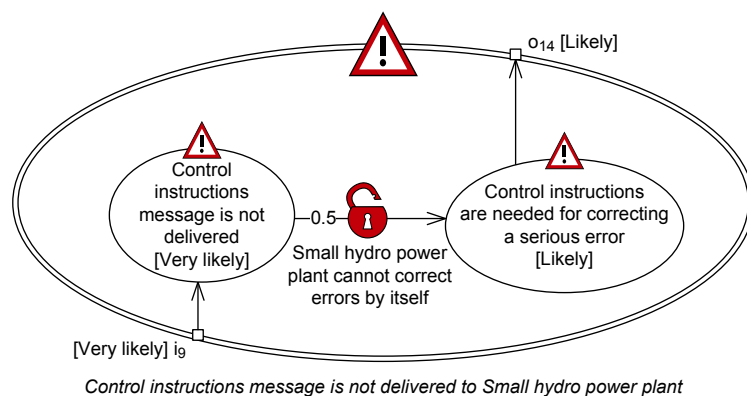 o14 [Likely]
Control
instructions
message is not
delivered
[Very likely]
0.5
Small hydro power
plant cannot correct
errors by itself
Control instructions
are needed for correcting
a serious error
[Likely]
[Very likely] i9
Control instructions message is not delivered to Small hydro power plant